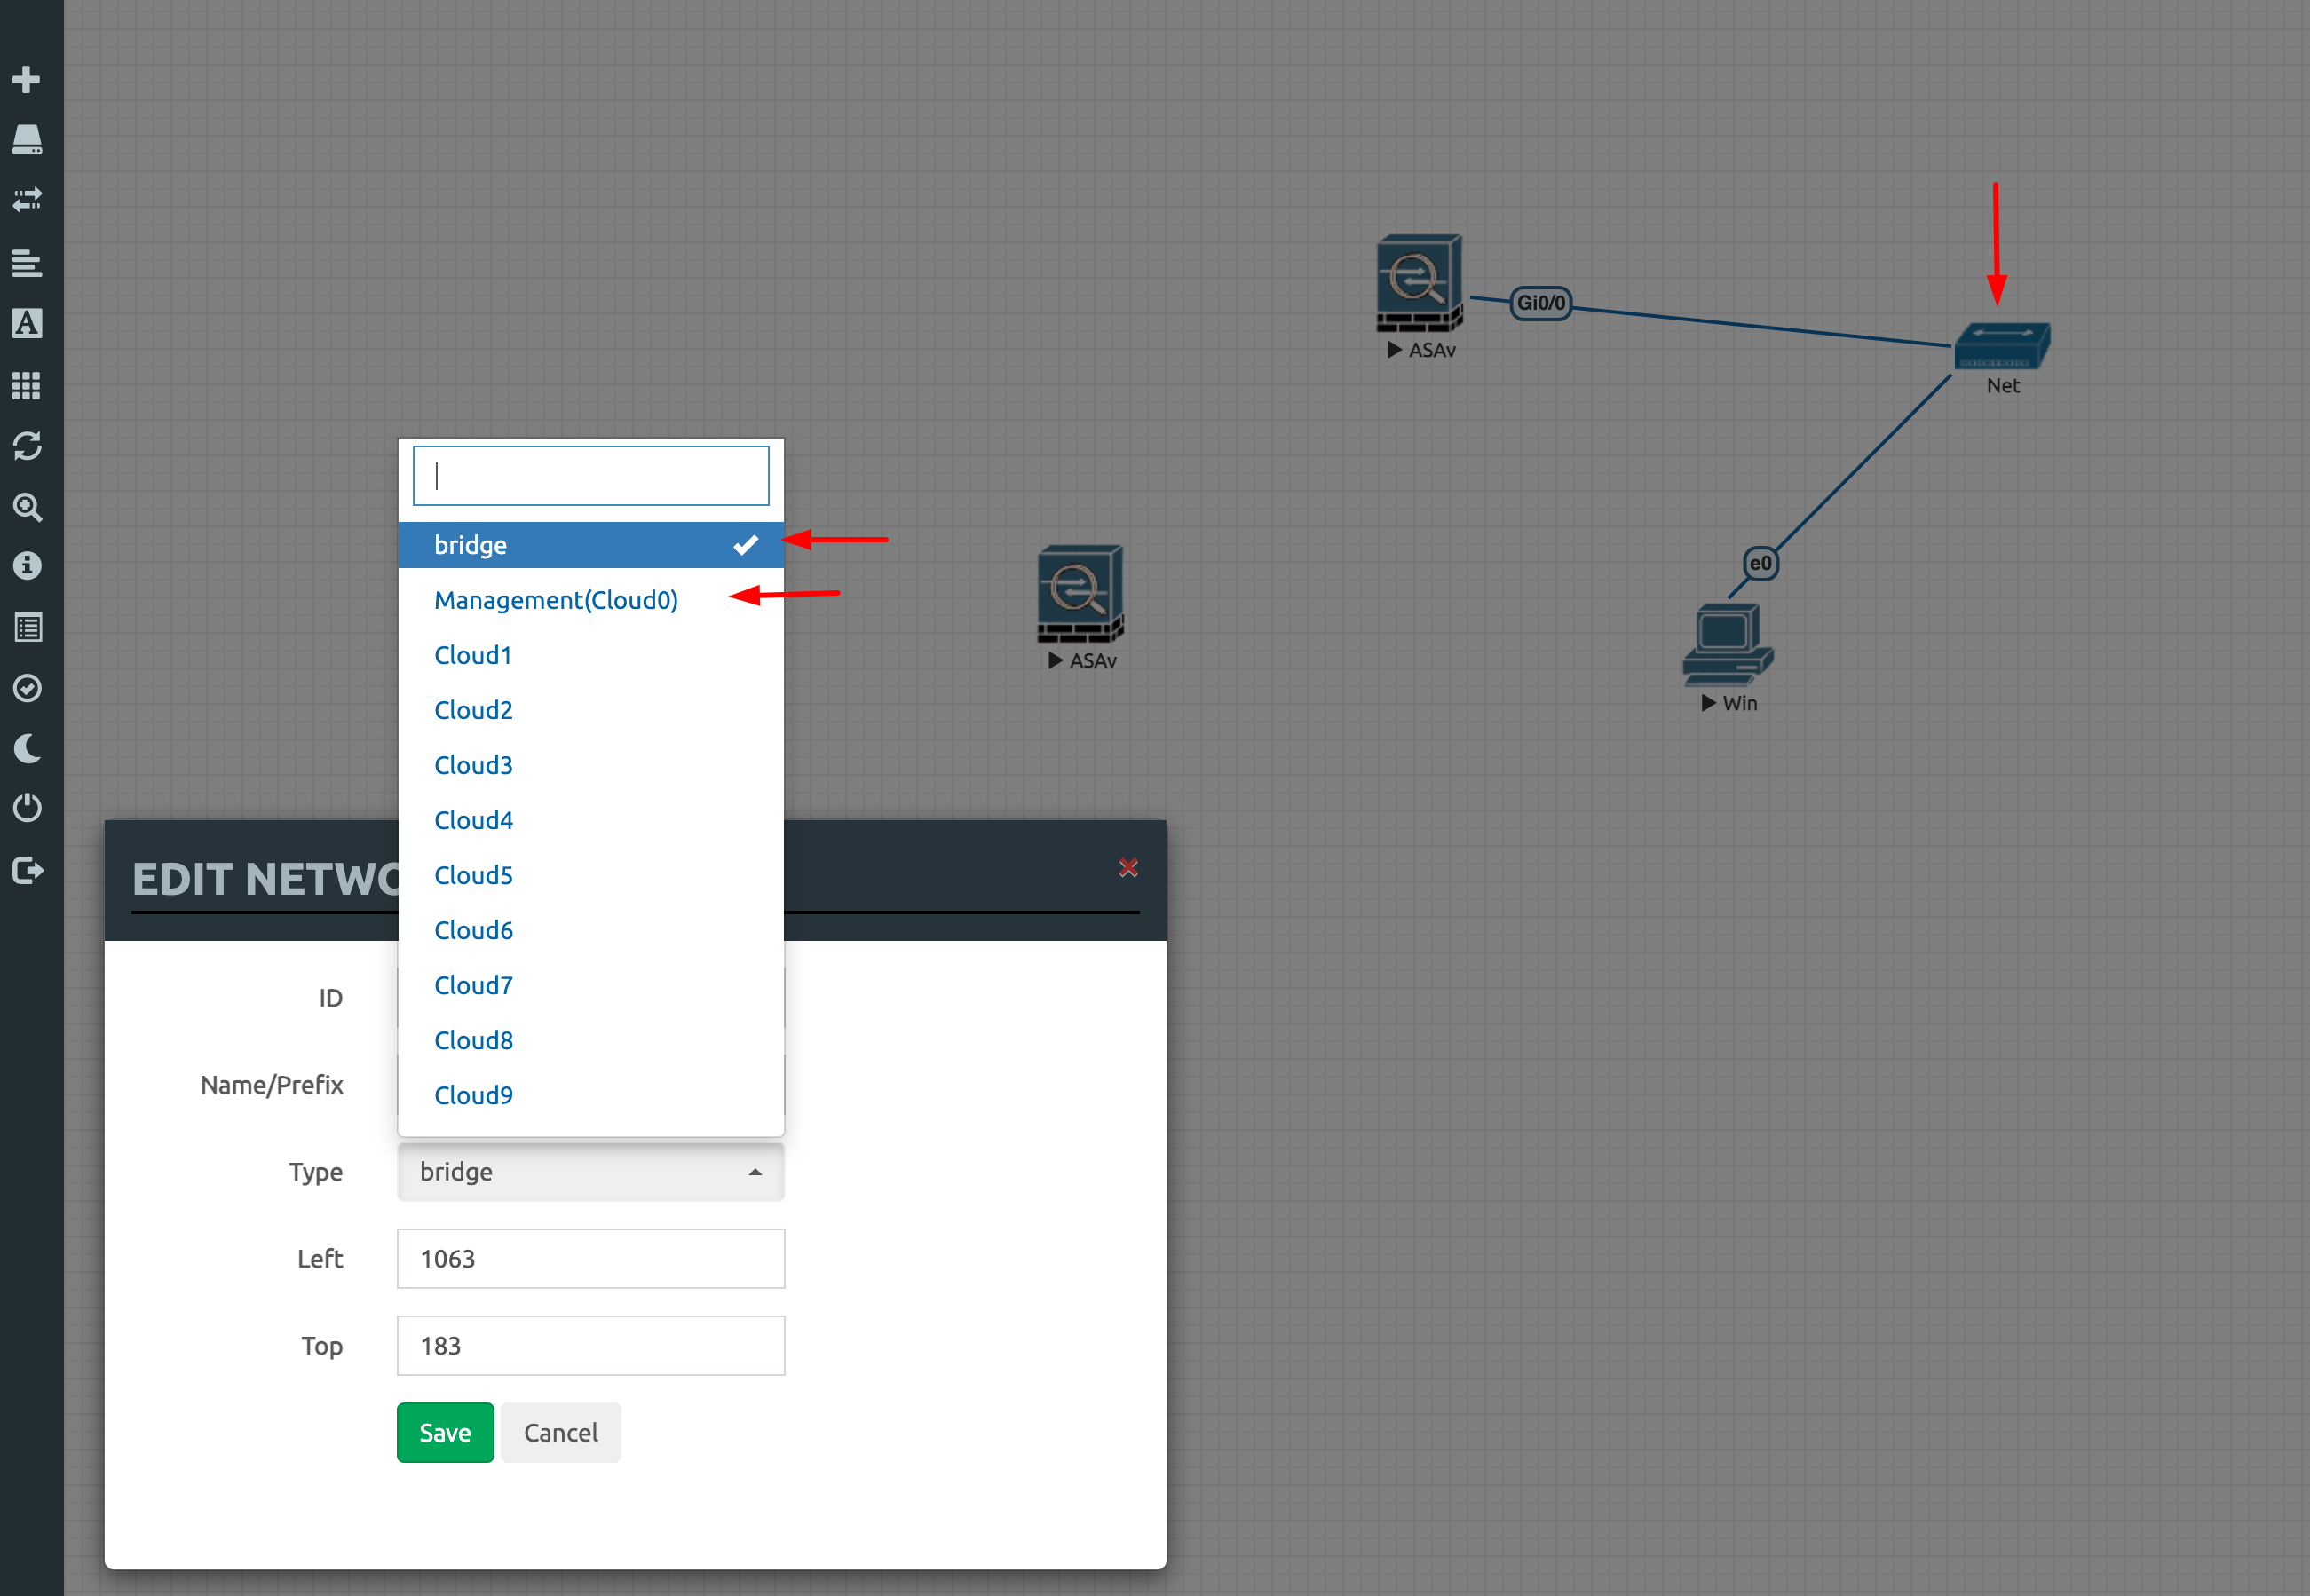 Gi0/0
ASAv
Net
bridge
Management(Cloud0)
Cloud1
Cloud2
Cloud3
Cloud4
Cloud5
Cloud6
Cloud7
Cloud8
Cloud9
e0
ASAv
Win
EDIT NETWO
ID
Name/Prefix
Type
bridge
Left
1063
Top
183
Save
Cancel